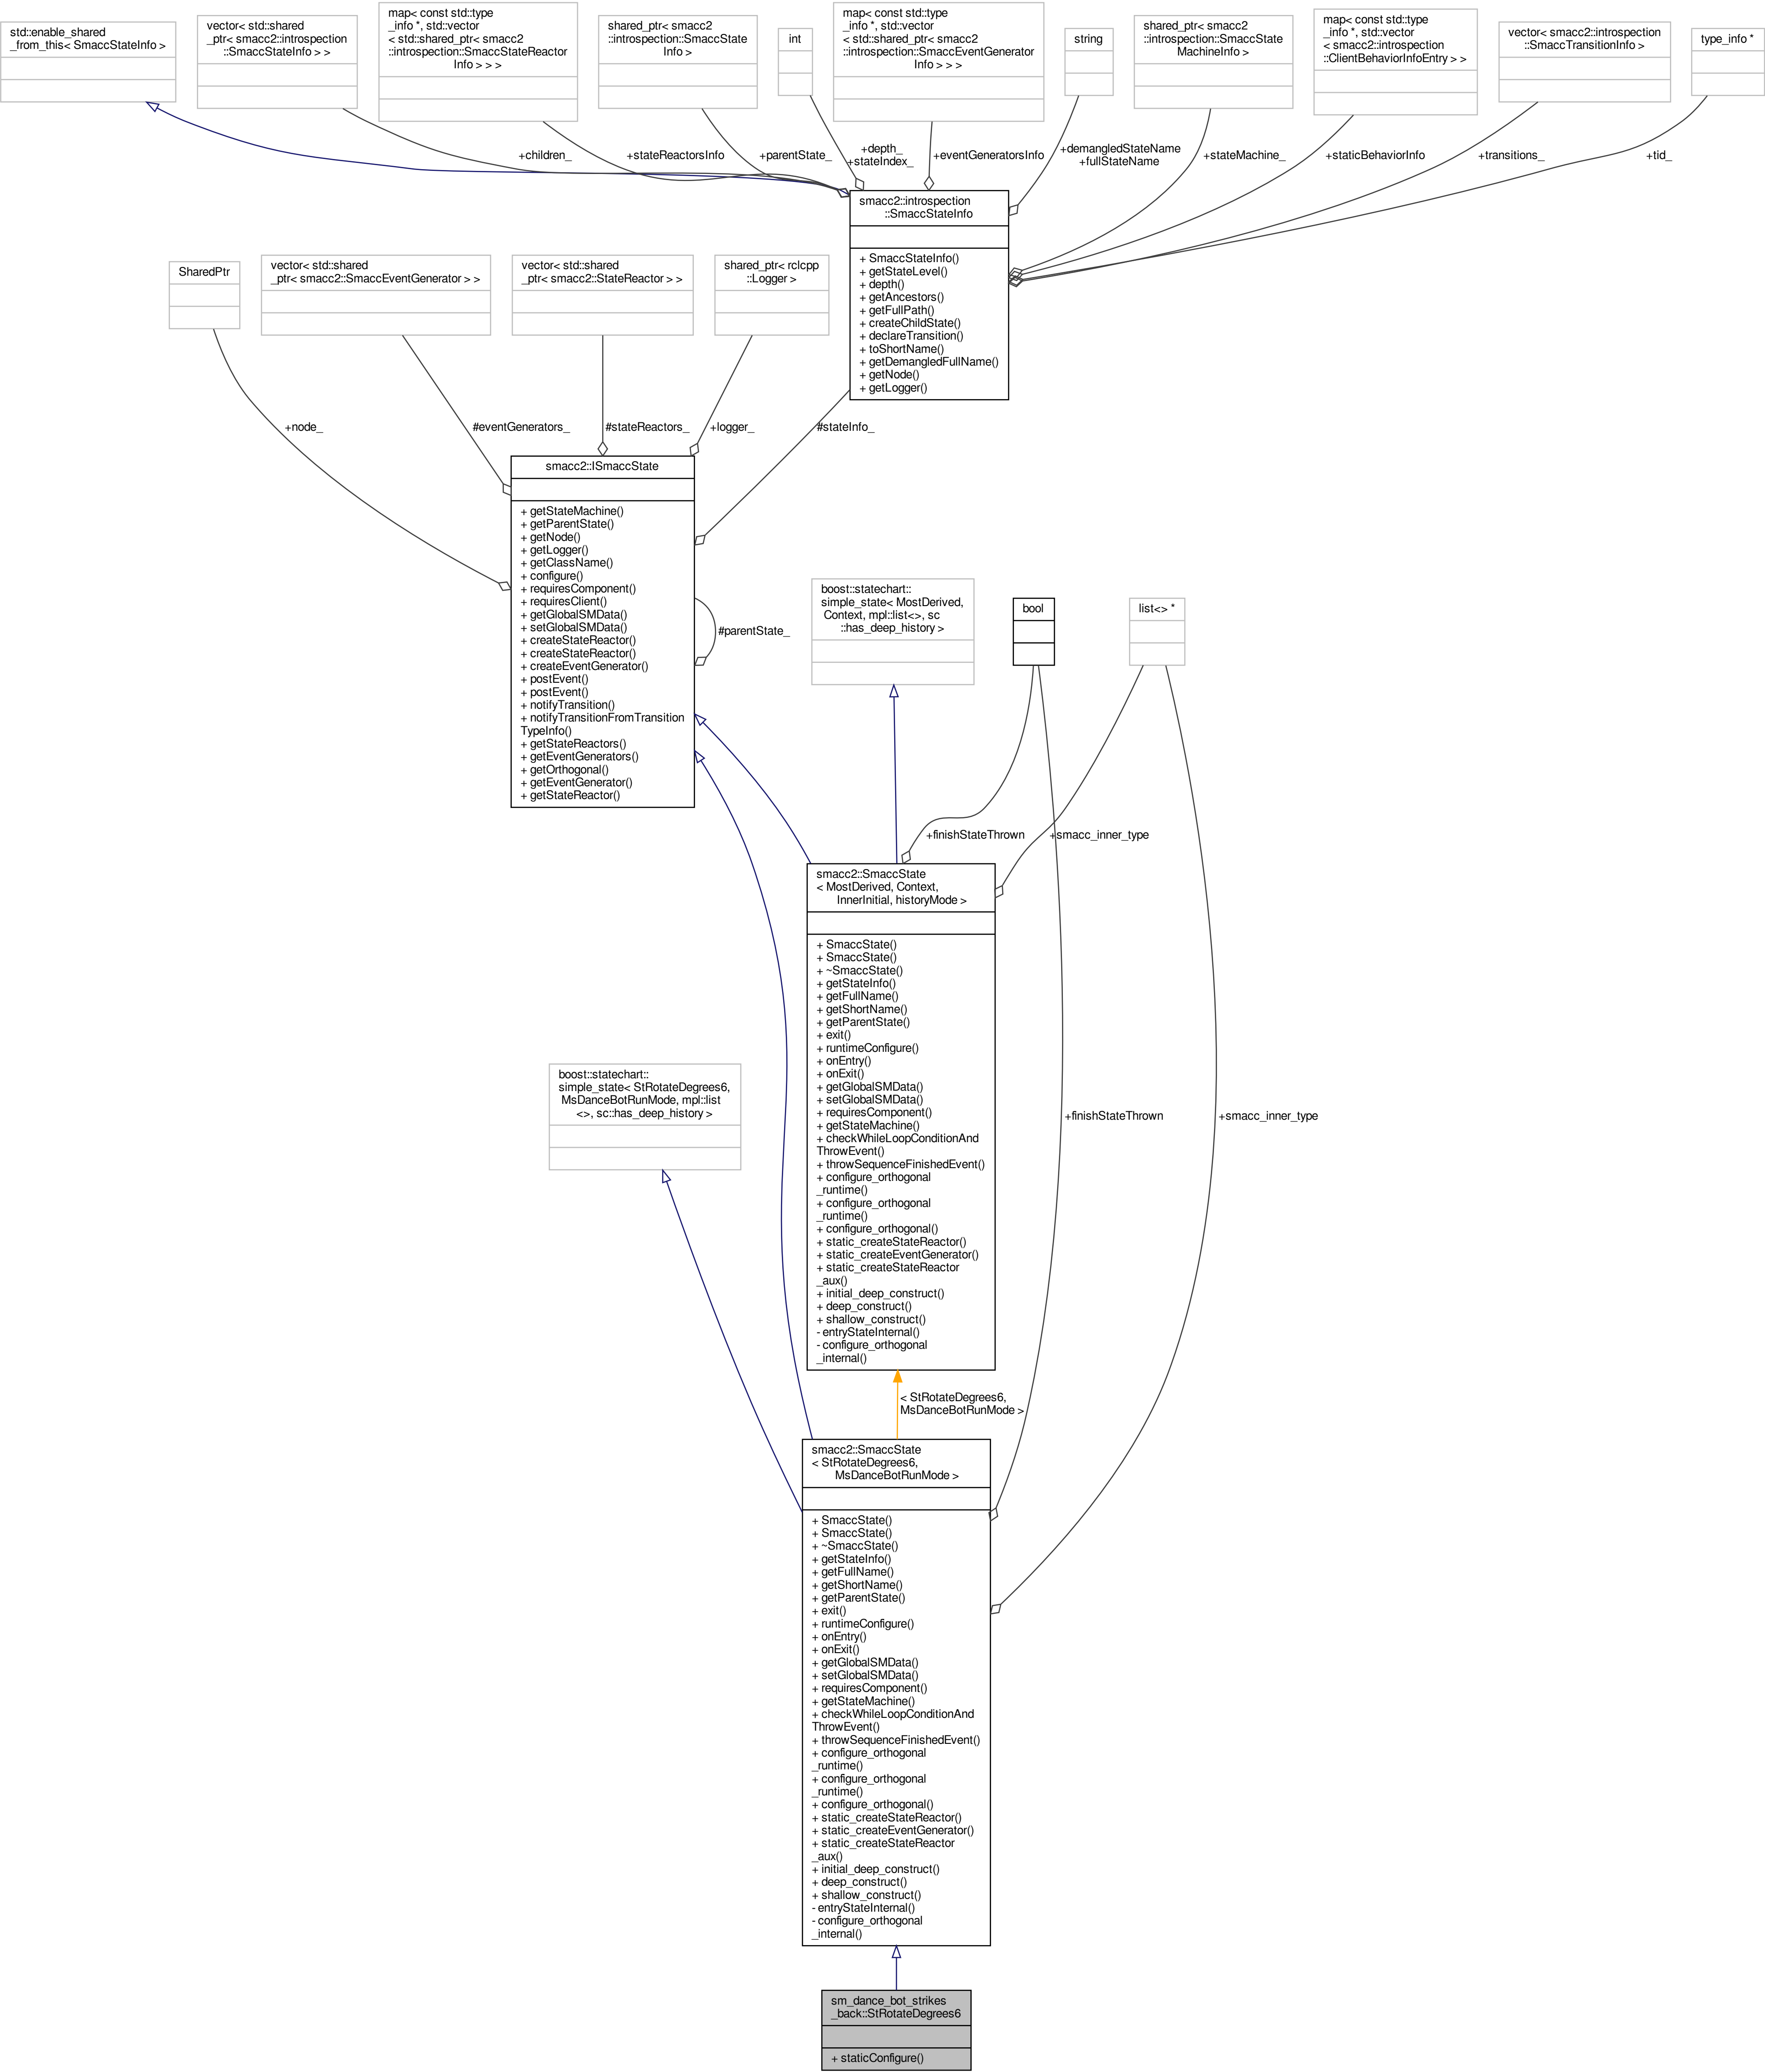 std::enable_shared
_from_this< SmaccStateInfo >
vector< std::shared
_ptr< smacc2::introspection
::SmaccStateInfo > >
map< const std::type
_info *, std::vector
< std::shared_ptr< smacc2
::introspection::SmaccStateReactor
Info > > >
shared_ptr< smacc2
::introspection::SmaccState
Info >
int
map< const std::type
_info *, std::vector
< std::shared_ptr< smacc2
::introspection::SmaccEventGenerator
Info > > >
string
shared_ptr< smacc2
::introspection::SmaccState
MachineInfo >
map< const std::type
_info *, std::vector
< smacc2::introspection
::ClientBehaviorInfoEntry > >
vector< smacc2::introspection
::SmaccTransitionInfo >
type_info *
+children_
+stateReactorsInfo
+parentState_
+depth_
+stateIndex_
+eventGeneratorsInfo
+demangledStateName
+fullStateName
+stateMachine_
+staticBehaviorInfo
+transitions_
+tid_
smacc2::introspection
::SmaccStateInfo
+ SmaccStateInfo()
+ getStateLevel()
+ depth()
+ getAncestors()
+ getFullPath()
+ createChildState()
+ declareTransition()
+ toShortName()
+ getDemangledFullName()
+ getNode()
+ getLogger()
SharedPtr
vector< std::shared
_ptr< smacc2::SmaccEventGenerator > >
vector< std::shared
_ptr< smacc2::StateReactor > >
shared_ptr< rclcpp
::Logger >
+node_
#eventGenerators_
#stateReactors_
+logger_
#stateInfo_
smacc2::ISmaccState
+ getStateMachine()
+ getParentState()
+ getNode()
+ getLogger()
+ getClassName()
+ configure()
+ requiresComponent()
+ requiresClient()
+ getGlobalSMData()
+ setGlobalSMData()
+ createStateReactor()
+ createStateReactor()
+ createEventGenerator()
+ postEvent()
+ postEvent()
+ notifyTransition()
+ notifyTransitionFromTransition
TypeInfo()
+ getStateReactors()
+ getEventGenerators()
+ getOrthogonal()
+ getEventGenerator()
+ getStateReactor()
#parentState_
boost::statechart::
simple_state< MostDerived,
Context, mpl::list<>, sc
::has_deep_history >
bool
list<> *
+finishStateThrown
+smacc_inner_type
smacc2::SmaccState
< MostDerived, Context,
InnerInitial, historyMode >
+ SmaccState()
+ SmaccState()
+ ~SmaccState()
+ getStateInfo()
+ getFullName()
+ getShortName()
+ getParentState()
+ exit()
+ runtimeConfigure()
+ onEntry()
+ onExit()
+ getGlobalSMData()
+ setGlobalSMData()
+ requiresComponent()
+ getStateMachine()
+ checkWhileLoopConditionAnd
ThrowEvent()
+ throwSequenceFinishedEvent()
+ configure_orthogonal
_runtime()
+ configure_orthogonal
_runtime()
+ configure_orthogonal()
+ static_createStateReactor()
+ static_createEventGenerator()
+ static_createStateReactor
_aux()
+ initial_deep_construct()
+ deep_construct()
+ shallow_construct()
- entryStateInternal()
- configure_orthogonal
_internal()
boost::statechart::
simple_state< StRotateDegrees6,
MsDanceBotRunMode, mpl::list
<>, sc::has_deep_history >
+finishStateThrown
+smacc_inner_type
< StRotateDegrees6,
MsDanceBotRunMode >
smacc2::SmaccState
< StRotateDegrees6,
MsDanceBotRunMode >
+ SmaccState()
+ SmaccState()
+ ~SmaccState()
+ getStateInfo()
+ getFullName()
+ getShortName()
+ getParentState()
+ exit()
+ runtimeConfigure()
+ onEntry()
+ onExit()
+ getGlobalSMData()
+ setGlobalSMData()
+ requiresComponent()
+ getStateMachine()
+ checkWhileLoopConditionAnd
ThrowEvent()
+ throwSequenceFinishedEvent()
+ configure_orthogonal
_runtime()
+ configure_orthogonal
_runtime()
+ configure_orthogonal()
+ static_createStateReactor()
+ static_createEventGenerator()
+ static_createStateReactor
_aux()
+ initial_deep_construct()
+ deep_construct()
+ shallow_construct()
- entryStateInternal()
- configure_orthogonal
_internal()
sm_dance_bot_strikes
_back::StRotateDegrees6
+ staticConfigure()